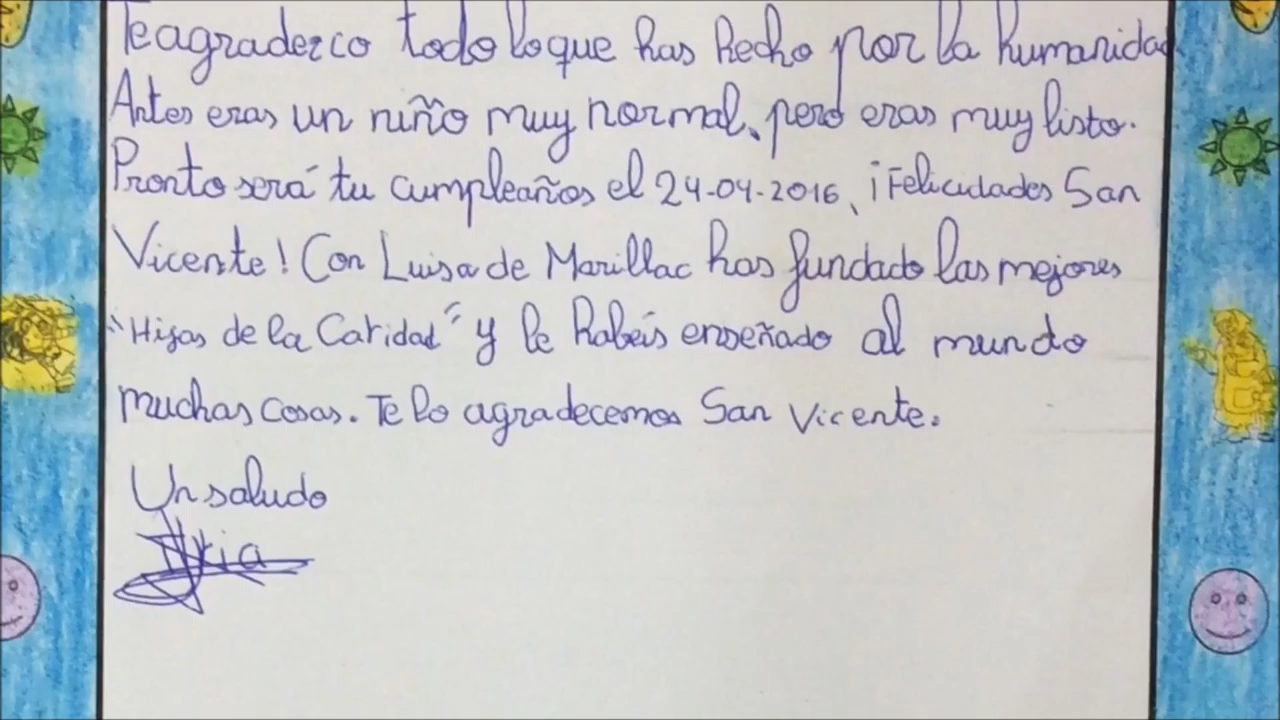 Te agradezco todo lo que has hecho por la humanidad
Antes eras un niño muy normal, pero eras muy listo.
Pronto será tu cumpleaños el 24-04-2016, ¡Felicidades San
Vicente! Con Luisa de Marillac has fundado las mejores
"Hijas de la Caridad" y le habéis enseñado al mundo
muchas cosas. Te lo agradecemos San Vicente.
Un saludo